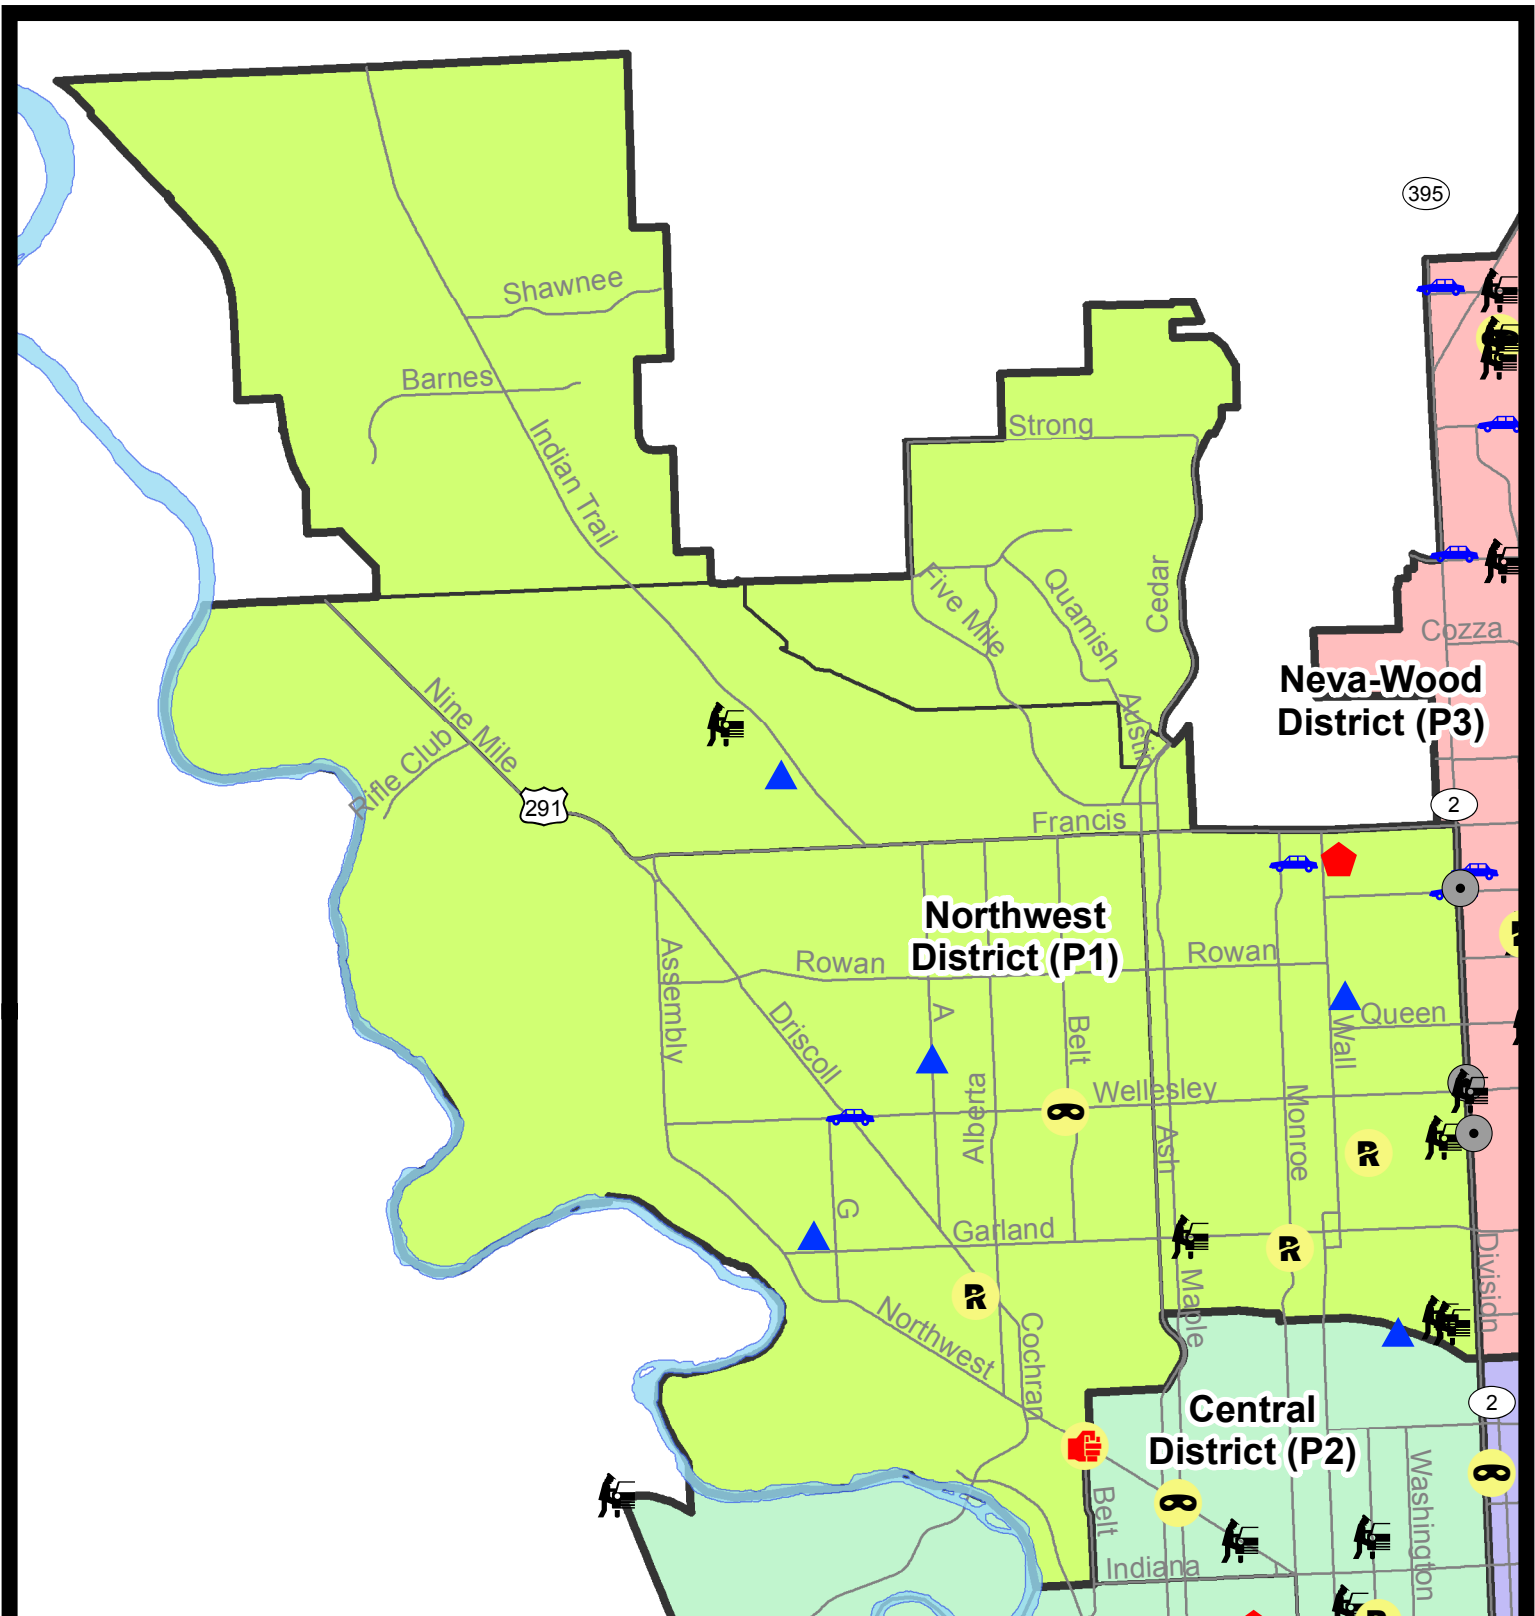 395
Shawnee
Barnes
Strong
Indian Trail
Five Mile
Quamish
Cedar
Cozza
Neva-Wood
District (P3)
Nine Mile
Austin
Rifle Club
291
2
Francis
Northwest
District (P1)
Assembly
Rowan
Rowan
Driscoll
A
Belt
Queen
Wall
Alberta
Wellesley
Monroe
Ash
G
Garland
Division
Maple
Northwest
Cochran
Central
District (P2)
2
Washington
Belt
Indiana
R
R
R
R